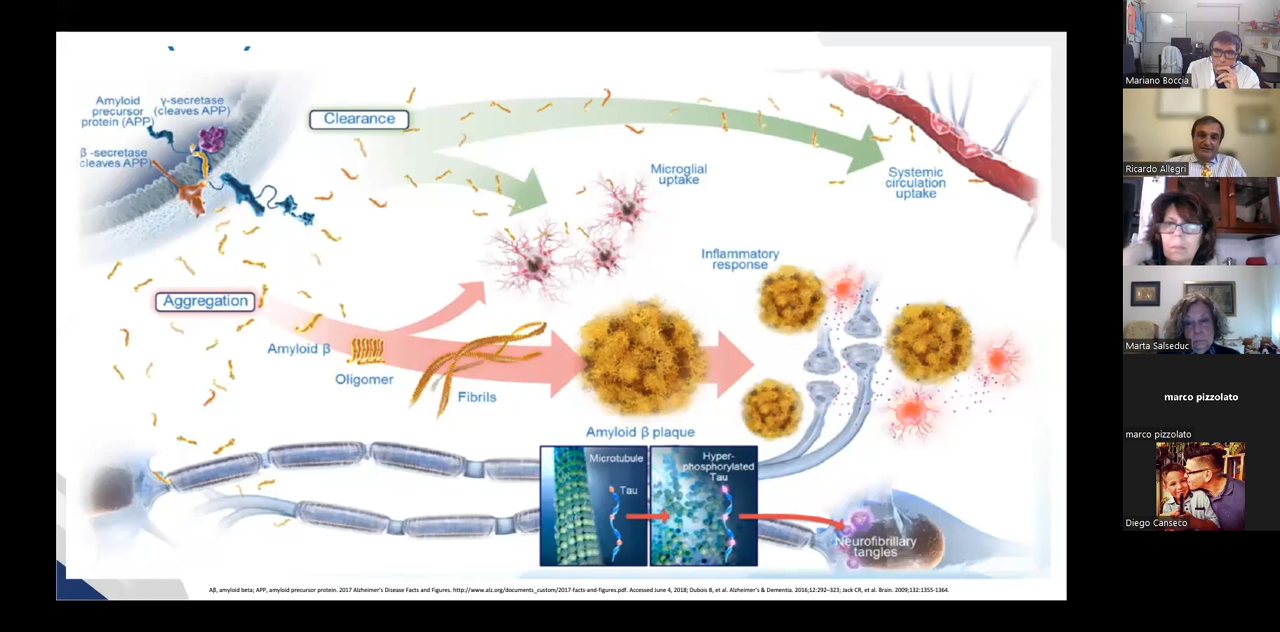 Amyloid
precursor
protein (APP)
γ-secretase
(cleaves APP)
β -secretase
cleaves APP)
Clearance
Microglial
uptake
Systemic
circulation
uptake
Inflammatory
response
Aggregation
Amyloid β
Oligomer
Fibrils
Amyloid β plaque
Microtubule
Tau
Hyper-
phosphorylated
Tau
Neurofibrillary
tangles
Aβ, amyloid beta; APP, amyloid precursor protein. 2017 Alzheimer's Disease Facts and Figures. http://www.alz.org/documents_custom/2017-facts-and-figures.pdf. Accessed June 4, 2018; Dubois B, et al. Alzheimer's & Dementia. 2016;12:292–323; Jack CR, et al. Brain. 2009;132:1355-1364.
Mariano Boccia
Ricardo Allegri
Marta Salseduc
marco pizzolato
marco pizzolato
Diego Canseco